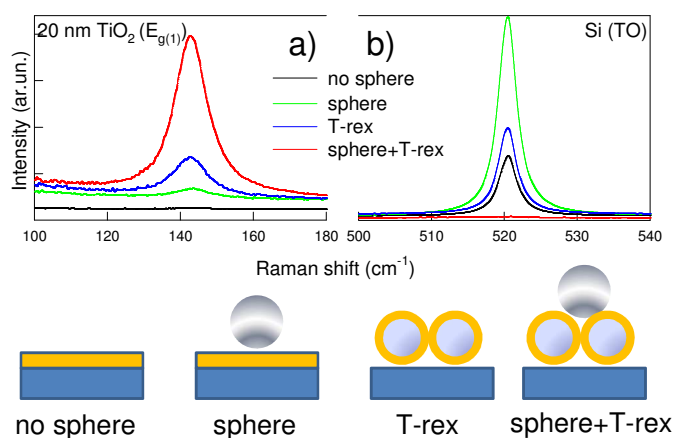 20 nm TiO₂ (E_g(1))
a)
b)
Si (TO)
no sphere
sphere
T-rex
sphere+T-rex
Intensity (ar.un.)
100 120 140 160 180
500 510 520 530 540
Raman shift (cm⁻¹)
no sphere
sphere
T-rex
sphere+T-rex